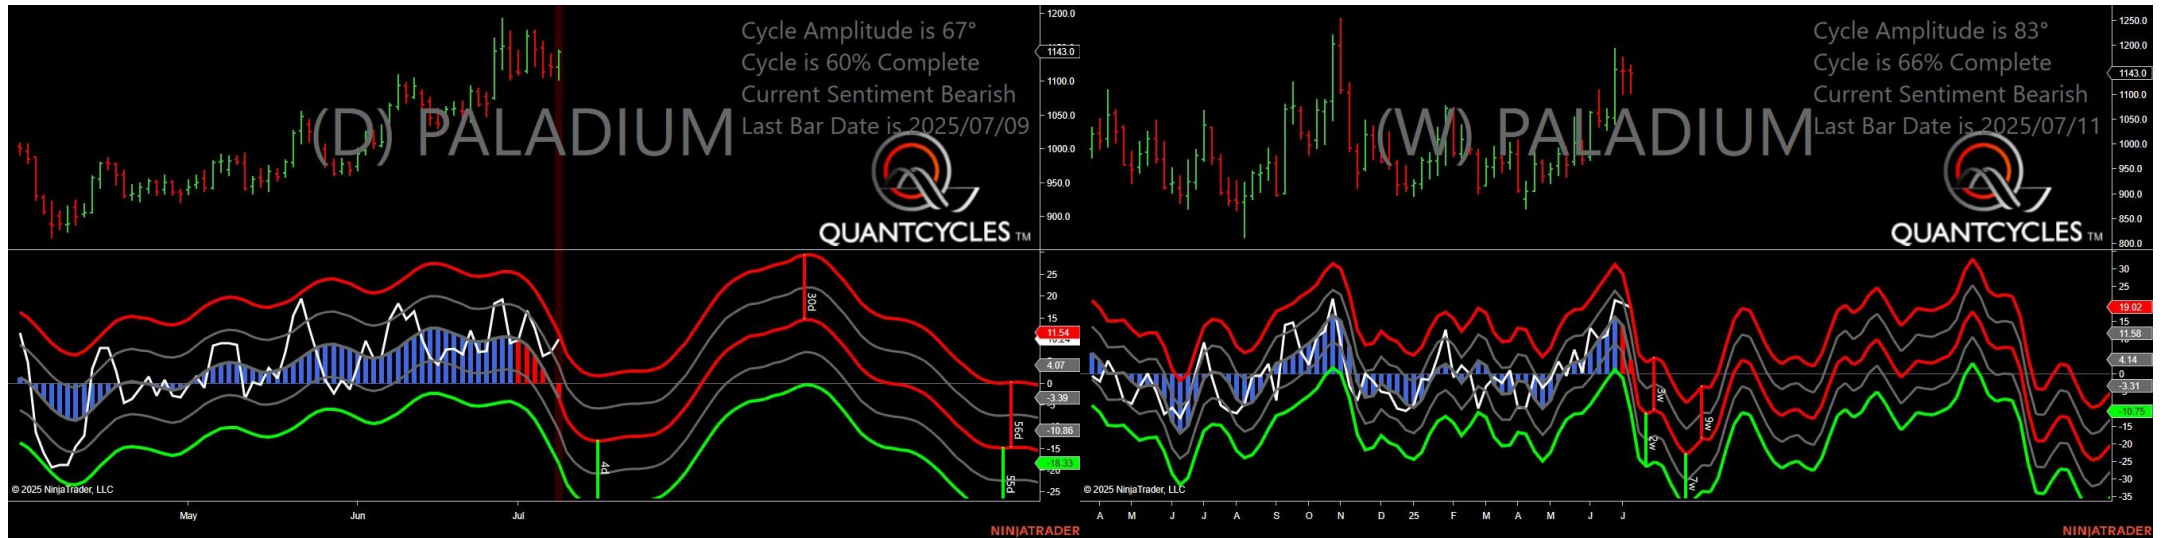 Cycle Amplitude is 67°
Cycle is 60% Complete
Current Sentiment Bearish
Last Bar Date is 2025/07/09
(D) PALADIUM
QUANTCYCLES TM
1200.0
1143.0
1100.0
1050.0
1000.0
950.0
900.0
25
20
15
11.54
10.24
4.07
0
-3.39
-10.86
-15
-18.33
-25
30d
4d
56d
55d
© 2025 NinjaTrader, LLC
May
Jun
Jul
NINJATRADER
Cycle Amplitude is 83°
Cycle is 66% Complete
Current Sentiment Bearish
Last Bar Date is 2025/07/11
(W) PALADIUM
QUANTCYCLES TM
1250.0
1200.0
1143.0
1100.0
1050.0
1000.0
950.0
900.0
850.0
800.0
30
25
19.02
15
11.58
4.14
0
-3.31
-10.75
-15
-20
-25
-30
-35
2w
9w
7w
© 2025 NinjaTrader, LLC
A
M
J
J
A
S
O
N
D
25
F
M
A
M
J
J
NINJATRADER